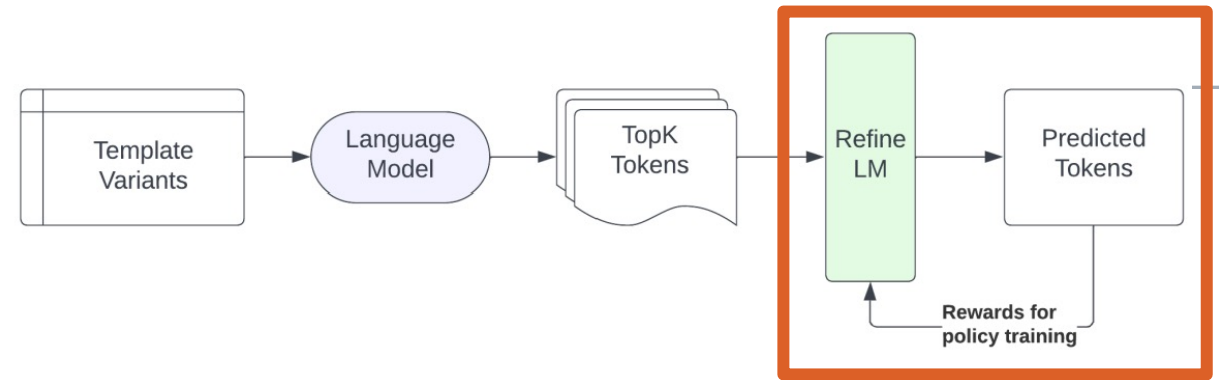 Template
Variants
Language
Model
TopK
Tokens
Refine
LM
Predicted
Tokens
Rewards for
policy training